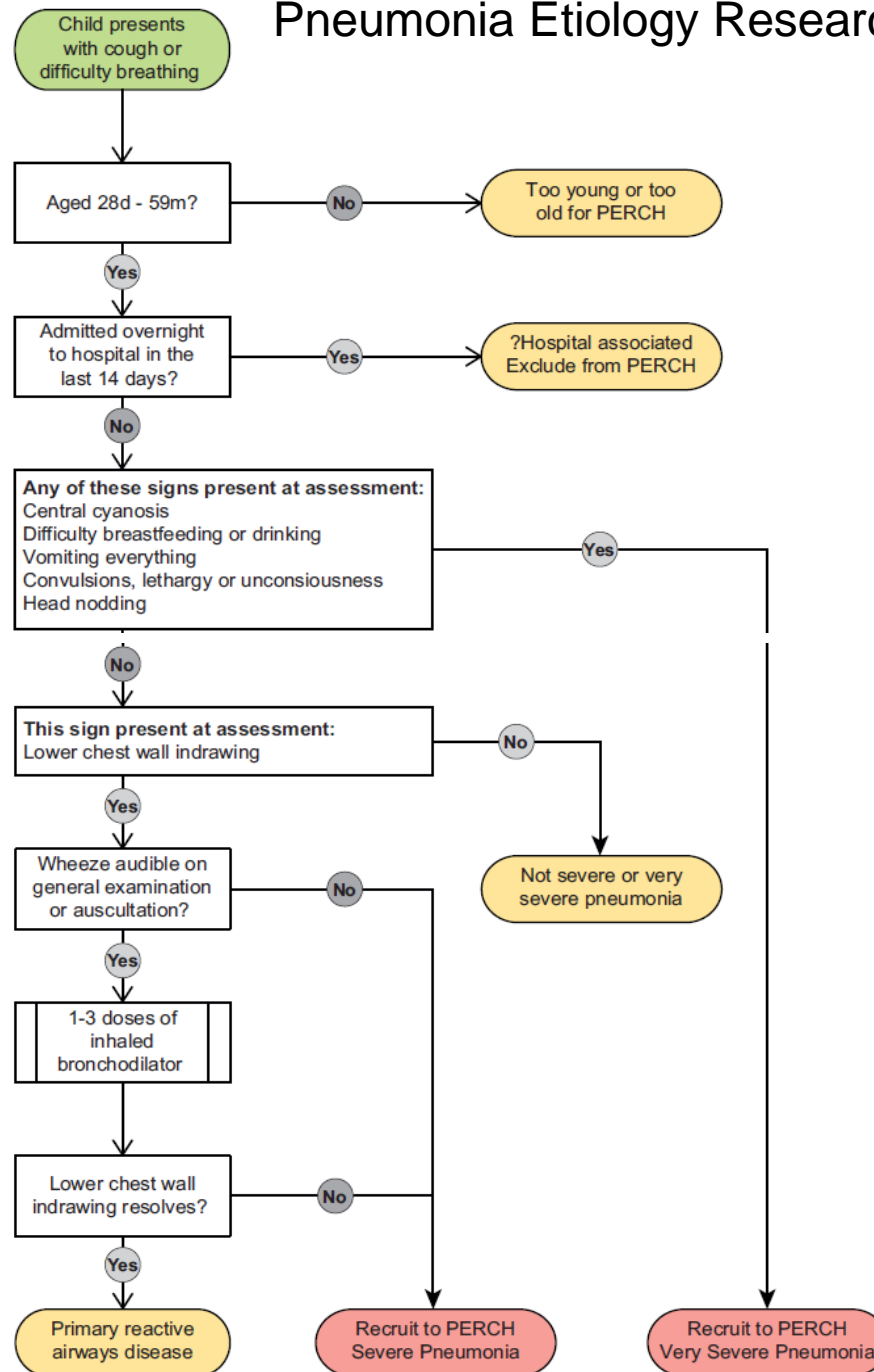 Pneumonia Etiology Researc
Child presents
with cough or
difficulty breathing
Aged 28d - 59m?
No
Too young or too
old for PERCH
Yes
Admitted overnight
to hospital in the
last 14 days?
Yes
?Hospital associated
Exclude from PERCH
No
Any of these signs present at assessment:
Central cyanosis
Difficulty breastfeeding or drinking
Vomiting everything
Convulsions, lethargy or unconsiousness
Head nodding
Yes
No
This sign present at assessment:
Lower chest wall indrawing
No
Yes
Wheeze audible on
general examination
or auscultation?
No
Not severe or very
severe pneumonia
Yes
1-3 doses of
inhaled
bronchodilator
Lower chest wall
indrawing resolves?
No
Yes
Primary reactive
airways disease
Recruit to PERCH
Severe Pneumonia
Recruit to PERCH
Very Severe Pneumonia